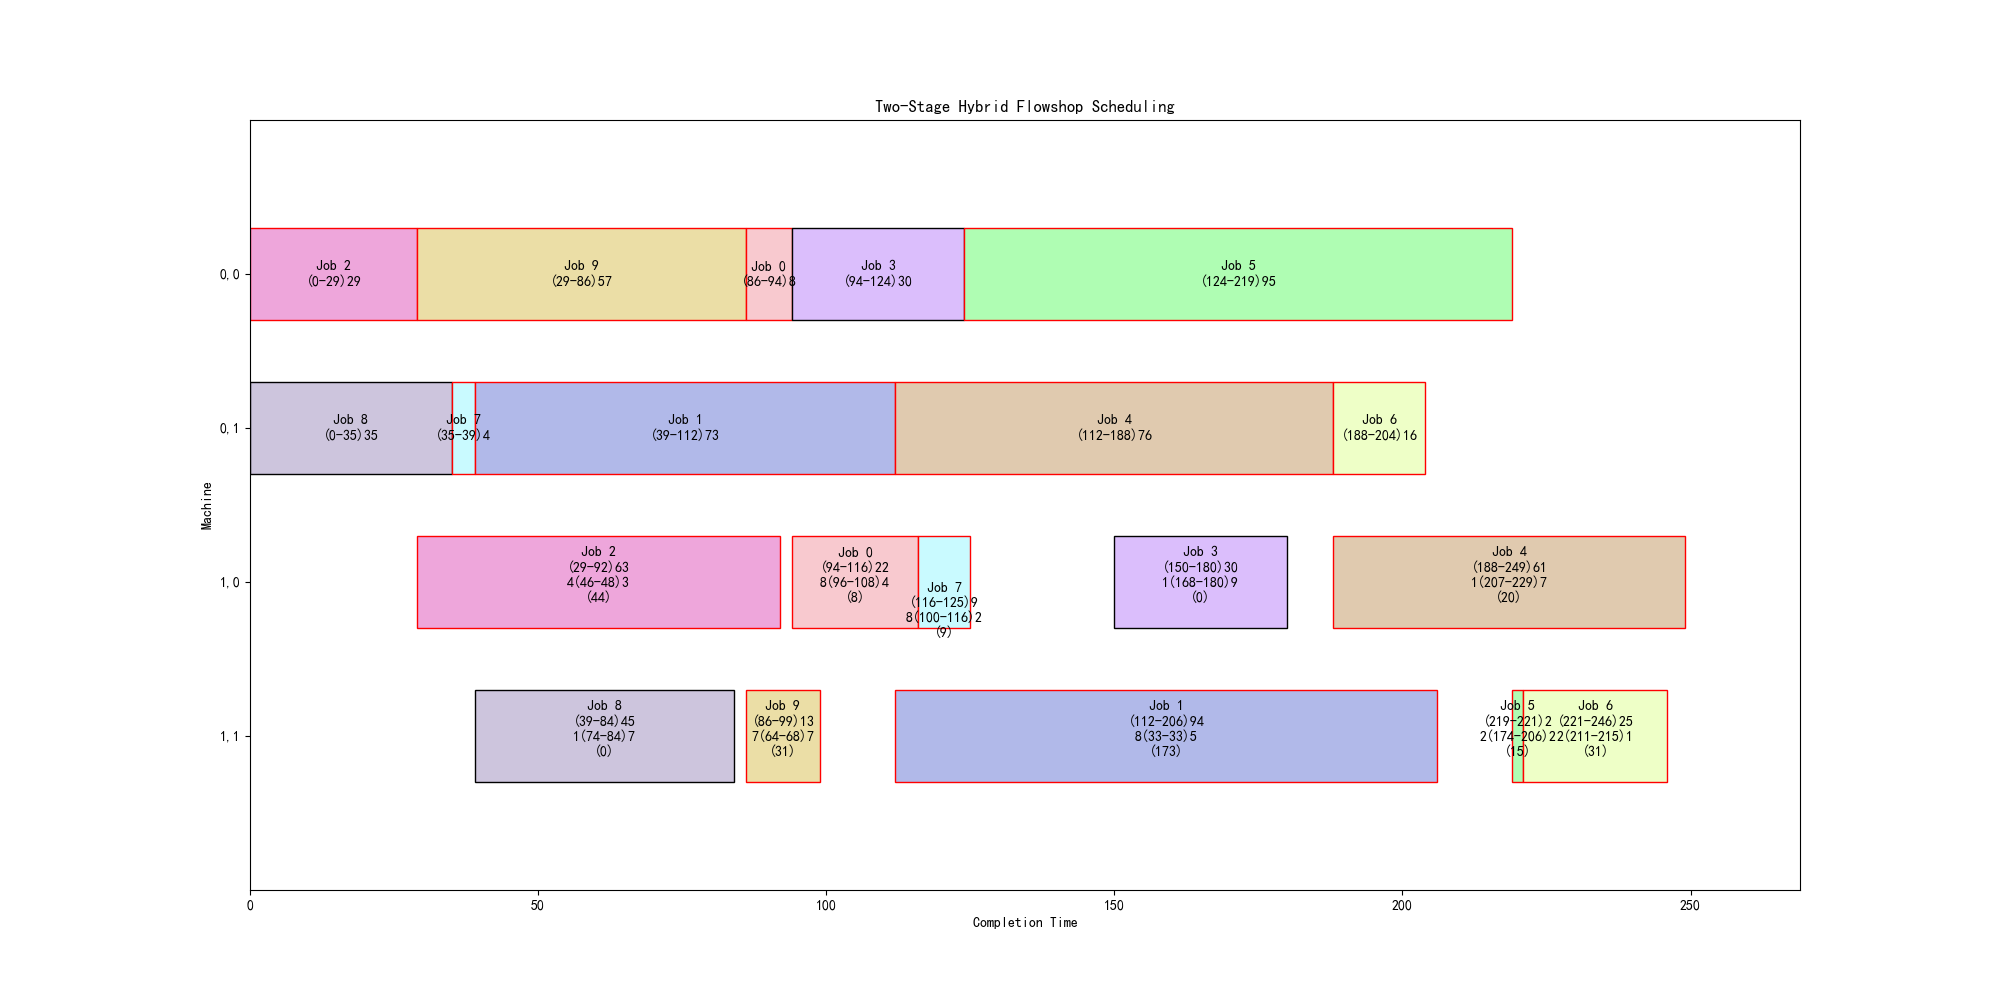 Two-Stage Hybrid Flowshop Scheduling
Machine
0,0
Job 2
(0-29)29
Job 9
(29-86)57
Job 0
(86-94)8
Job 3
(94-124)30
Job 5
(124-219)95
0,1
Job 8
(0-35)35
Job 7
(35-39)4
Job 1
(39-112)73
Job 4
(112-188)76
Job 6
(188-204)16
1,0
Job 2
(29-92)63
4(46-48)3
(44)
Job 0
(94-116)22
8(96-108)4
(8)
Job 7
(116-125)9
8(100-116)2
(9)
Job 3
(150-180)30
1(168-180)9
(0)
Job 4
(188-249)61
1(207-229)7
(20)
1,1
Job 8
(39-84)45
1(74-84)7
(0)
Job 9
(86-99)13
7(64-68)7
(31)
Job 1
(112-206)94
8(33-33)5
(173)
Job 5
(219-221)2
2(174-206)2
(15)
Job 6
(221-246)25
2(211-215)1
(31)
0
50
100
150
200
250
Completion Time